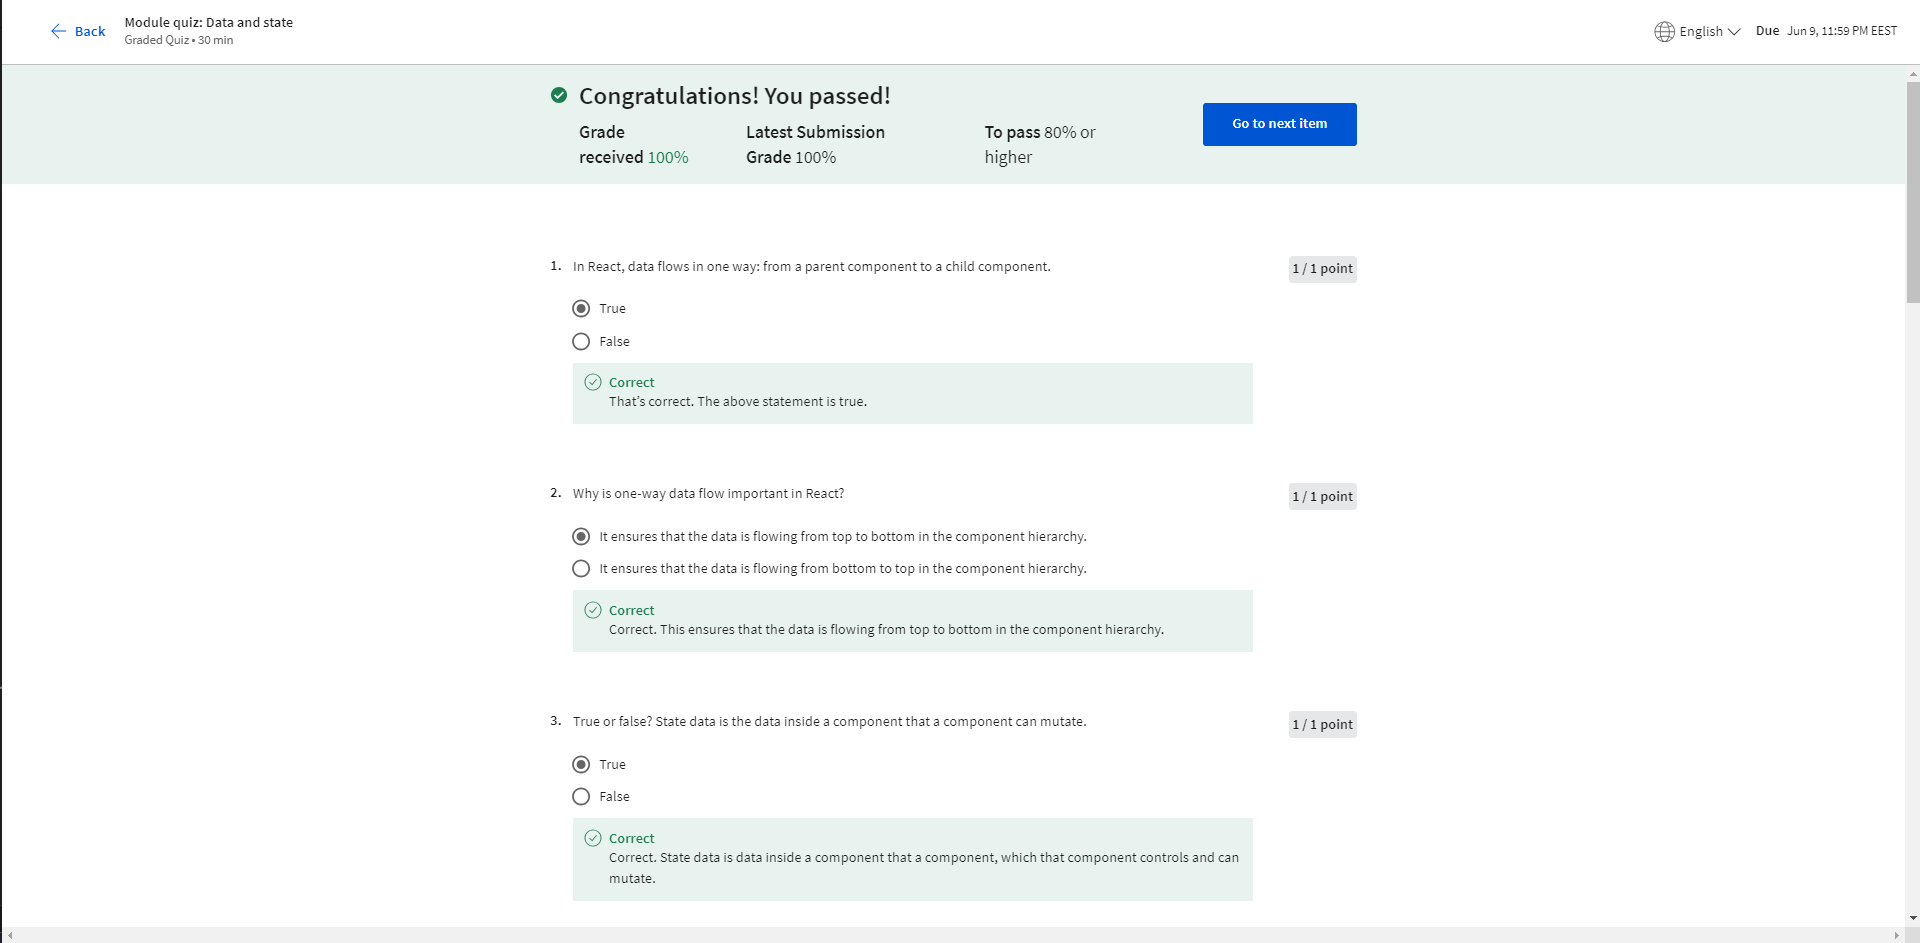 Back
Module quiz: Data and state
Graded Quiz • 30 min
English
Due Jun 9, 11:59 PM EEST
Congratulations! You passed!
Grade
received 100%
Latest Submission
Grade 100%
To pass 80% or
higher
Go to next item
1. In React, data flows in one way: from a parent component to a child component.
1 / 1 point
True
False
Correct
That’s correct. The above statement is true.
2. Why is one-way data flow important in React?
1 / 1 point
It ensures that the data is flowing from top to bottom in the component hierarchy.
It ensures that the data is flowing from bottom to top in the component hierarchy.
Correct
Correct. This ensures that the data is flowing from top to bottom in the component hierarchy.
3. True or false? State data is the data inside a component that a component can mutate.
1 / 1 point
True
False
Correct
Correct. State data is data inside a component that a component, which that component controls and can
mutate.